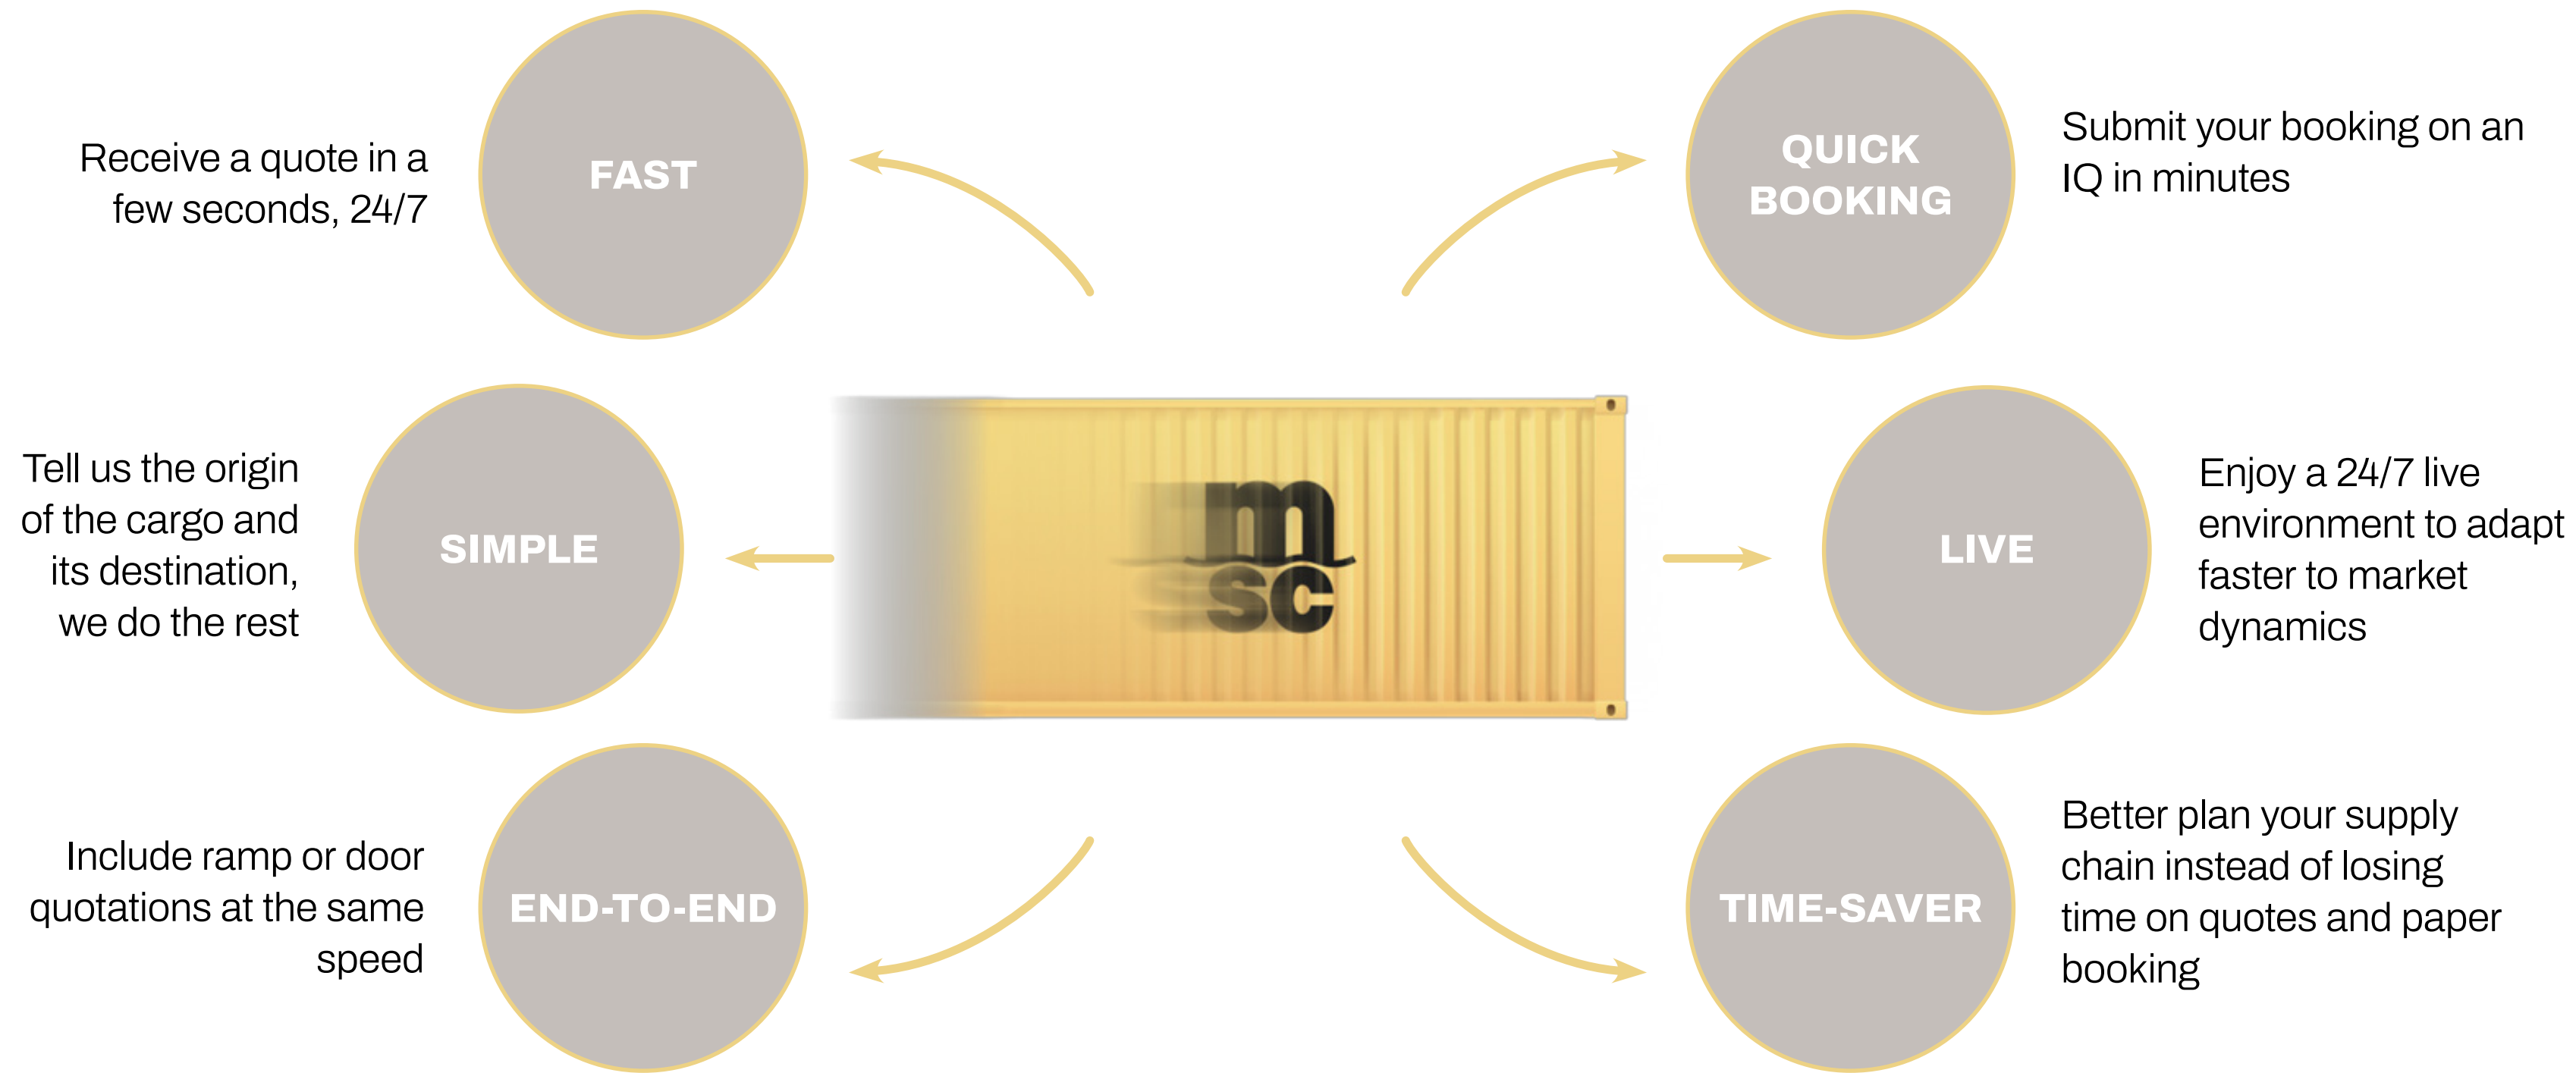 Receive a quote in a
few seconds, 24/7
FAST
QUICK
BOOKING
Submit your booking on an
IQ in minutes
Tell us the origin
of the cargo and
its destination,
we do the rest
SIMPLE
m
sc
LIVE
Enjoy a 24/7 live
environment to adapt
faster to market
dynamics
Include ramp or door
quotations at the same
speed
END-TO-END
TIME-SAVER
Better plan your supply
chain instead of losing
time on quotes and paper
booking